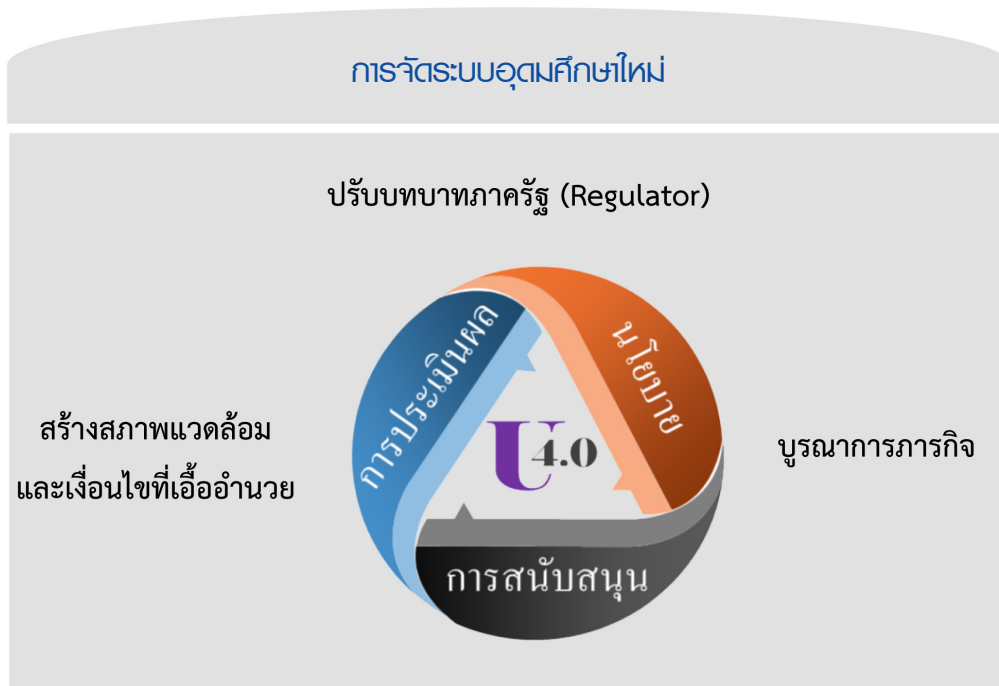 การจัดระบบอุดมศึกษาใหม่
ปรับบทบาทภาครัฐ (Regulator)
การประเมินผล
นโยบาย
สร้างสภาพแวดล้อม
และเงื่อนไขที่เอื้ออำนวย
U 4.0
บูรณาการภารกิจ
การสนับสนุน